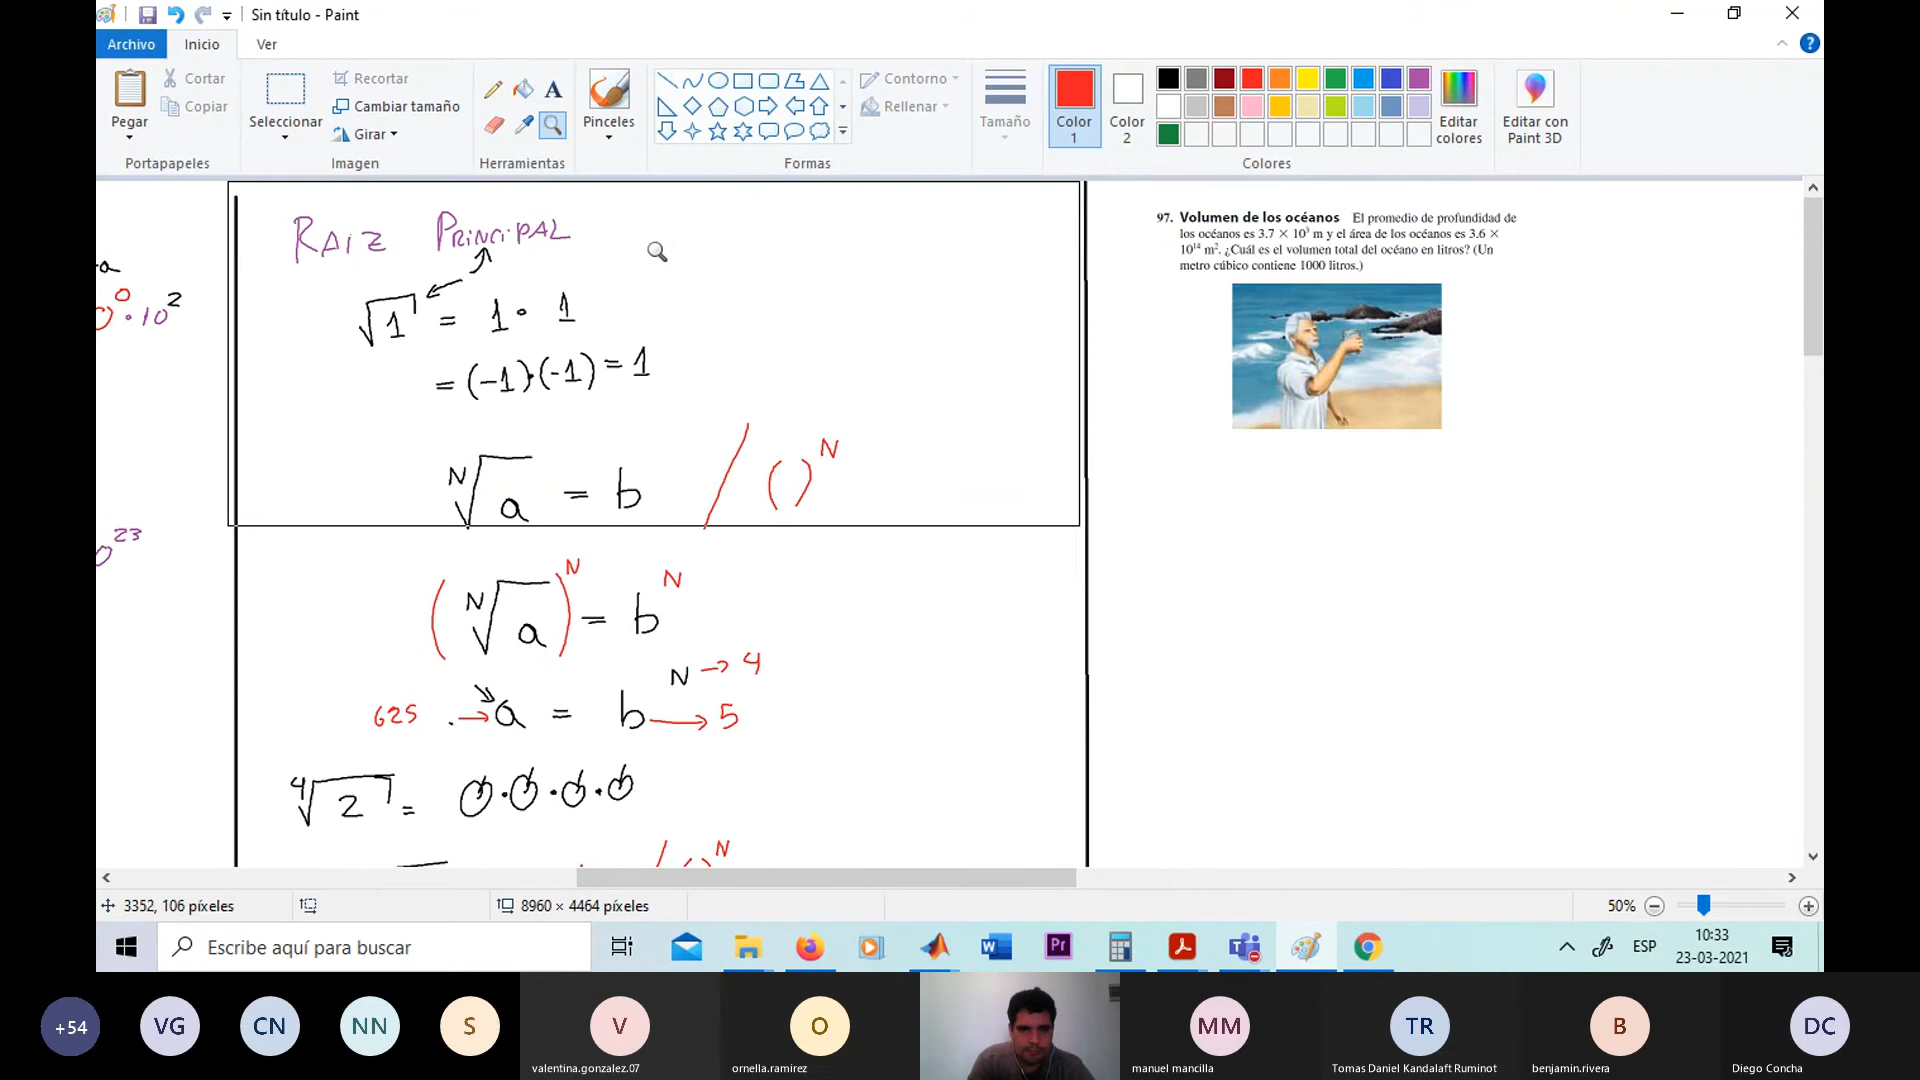 Sin título - Paint
Archivo Inicio Ver
Pegar
Cortar
Copiar
Portapapeles
Seleccionar
Recortar
Cambiar tamaño
Girar
Imagen
A
Herramientas
Pinceles
Contorno
Rellenar
Formas
Tamaño
Color 1
Color 2
Editar colores
Colores
Editar con Paint 3D
a
0
· 10²
23
RAIZ PRINCIPAL
√1 = 1 · 1
= (-1)·(-1) = 1
ᴺ√a = b / ( )ᴺ
(ᴺ√a)ᴺ = bᴺ
N → 4
625 . → a = b → 5
⁴√2 =
/ ( )ᴺ
97. Volumen de los océanos El promedio de profundidad de
los océanos es 3.7 × 10³ m y el área de los océanos es 3.6 ×
10¹⁴ m². ¿Cuál es el volumen total del océano en litros? (Un
metro cúbico contiene 1000 litros.)
3352, 106 píxeles
8960 × 4464 píxeles
50%
Escribe aquí para buscar
W
Pr
ESP
10:33
23-03-2021
+54
VG
CN
NN
S
V
O
MM
TR
B
DC
valentina.gonzalez.07
ornella.ramirez
manuel mancilla
Tomas Daniel Kandalaft Ruminot
benjamin.rivera
Diego Concha